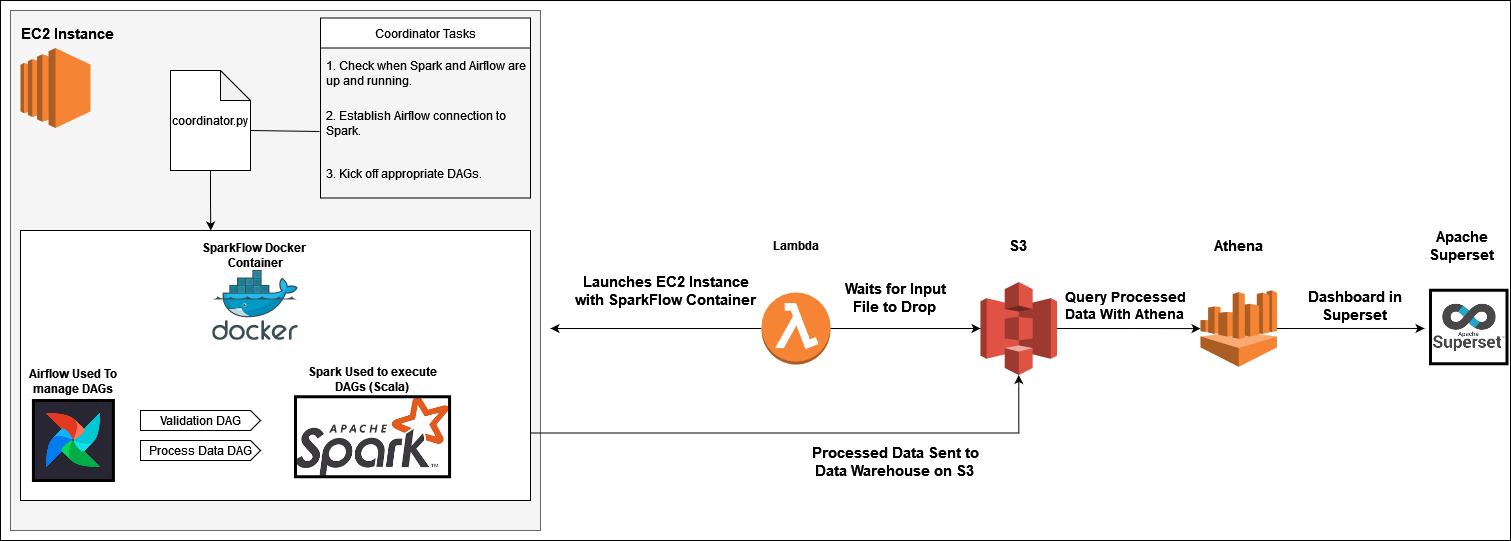 EC2 Instance
Coordinator Tasks
1. Check when Spark and Airflow are
up and running.
2. Establish Airflow connection to
Spark.
3. Kick off appropriate DAGs.
coordinator.py
SparkFlow Docker
Container
docker
Airflow Used To
manage DAGs
Validation DAG
Process Data DAG
Spark Used to execute
DAGs (Scala)
APACHE
Spark™
Launches EC2 Instance
with SparkFlow Container
Lambda
Waits for Input
File to Drop
S3
Query Processed
Data With Athena
Athena
Dashboard in
Superset
Apache
Superset
Apache
Superset
Processed Data Sent to
Data Warehouse on S3